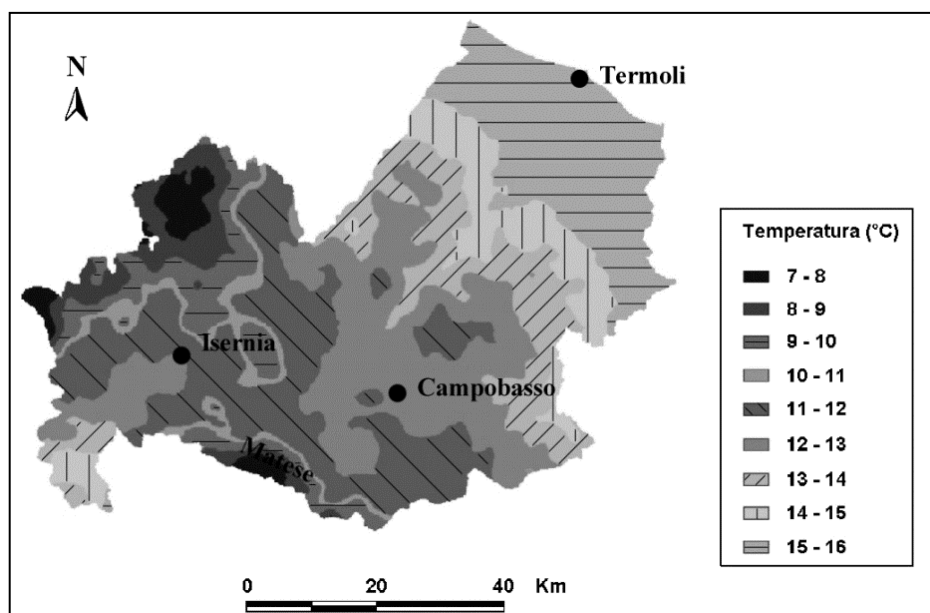 N
Termoli
Isernia
Campobasso
Matese
Temperatura (°C)
7 - 8
8 - 9
9 - 10
10 - 11
11 - 12
12 - 13
13 - 14
14 - 15
15 - 16
0 20 40 Km